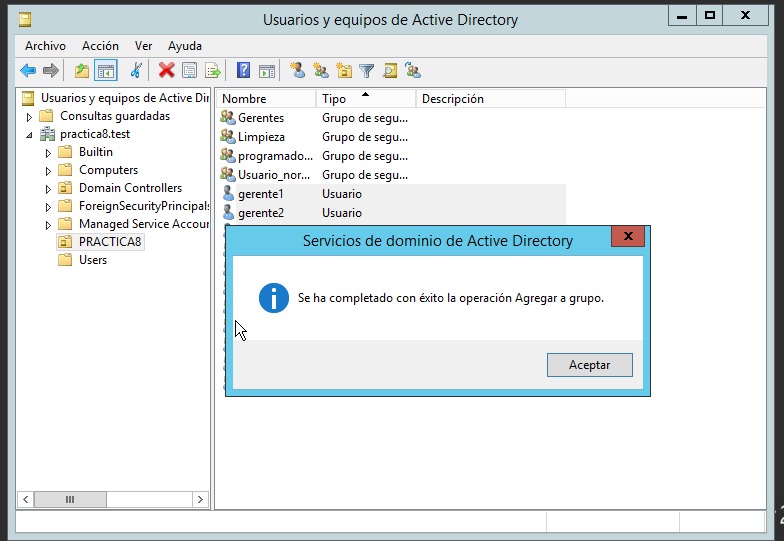 Usuarios y equipos de Active Directory
Archivo Acción Ver Ayuda
Usuarios y equipos de Active Dir
Consultas guardadas
practica8.test
Builtin
Computers
Domain Controllers
ForeignSecurityPrincipals
Managed Service Accour
PRACTICA8
Users
Nombre Tipo Descripción
Gerentes Grupo de segu...
Limpieza Grupo de segu...
programado... Grupo de segu...
Usuario_nor... Grupo de segu...
gerente1 Usuario
gerente2 Usuario
Servicios de dominio de Active Directory
Se ha completado con éxito la operación Agregar a grupo.
Aceptar